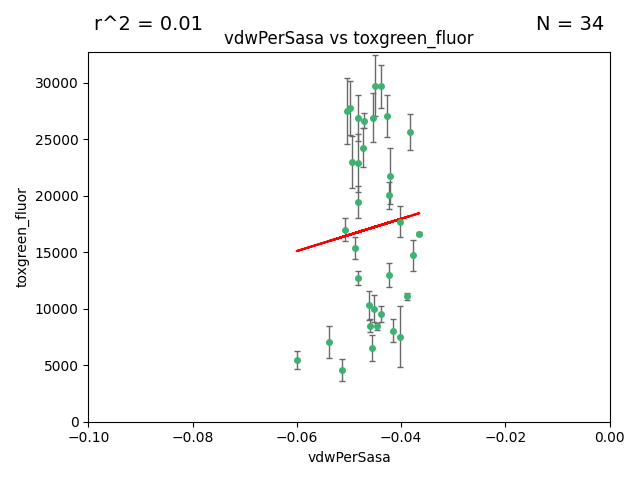 r^2 = 0.01
N = 34
vdwPerSasa vs toxgreen_fluor
30000
25000
20000
15000
10000
5000
0
toxgreen_fluor
−0.10
−0.08
−0.06
−0.04
−0.02
0.00
vdwPerSasa